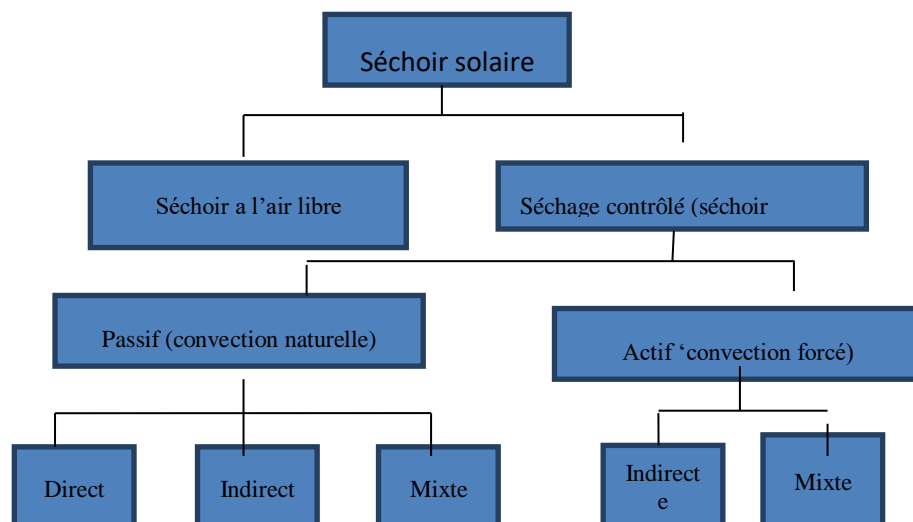 Séchoir solaire
Séchoir a l’air libre
Séchage contrôlé (séchoir
Passif (convection naturelle)
Actif ‘convection forcé)
Direct
Indirect
Mixte
Indirect
e
Mixte